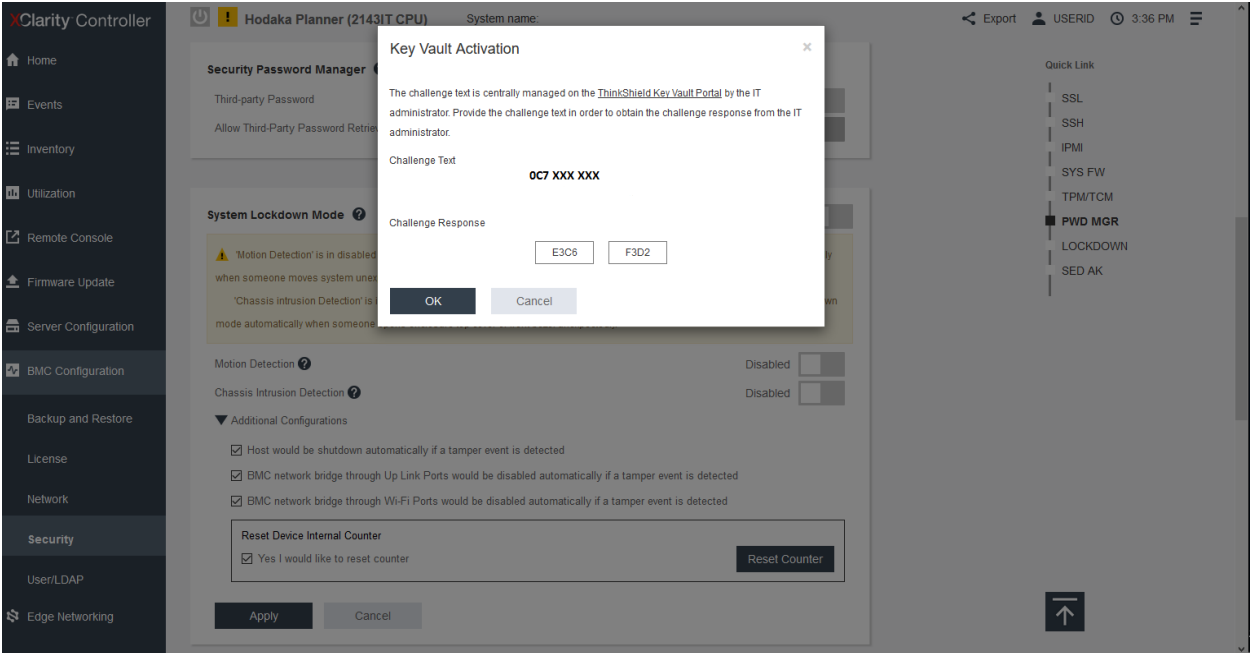 XClarity Controller
Hodaka Planner (2143IT CPU)
System name:
Export
USERID
3:36 PM
Home
Events
Inventory
Utilization
Remote Console
Firmware Update
Server Configuration
BMC Configuration
Backup and Restore
License
Network
Security
User/LDAP
Edge Networking
Security Password Manager
Third-party Password
Allow Third-Party Password Retriev
Key Vault Activation
×
The challenge text is centrally managed on the ThinkShield Key Vault Portal by the IT
administrator. Provide the challenge text in order to obtain the challenge response from the IT
administrator.
Challenge Text
0C7 XXX XXX
Challenge Response
E3C6 F3D2
OK Cancel
System Lockdown Mode ?
'Motion Detection' is in disabled
ly
when someone moves system unex
'Chassis intrusion Detection' is i
wn
mode automatically when someone
Motion Detection ? Disabled
Chassis Intrusion Detection ? Disabled
Additional Configurations
Host would be shutdown automatically if a tamper event is detected
BMC network bridge through Up Link Ports would be disabled automatically if a tamper event is detected
BMC network bridge through Wi-Fi Ports would be disabled automatically if a tamper event is detected
Reset Device Internal Counter
Yes I would like to reset counter
Reset Counter
Apply Cancel
Quick Link
SSL
SSH
IPMI
SYS FW
TPM/TCM
PWD MGR
LOCKDOWN
SED AK